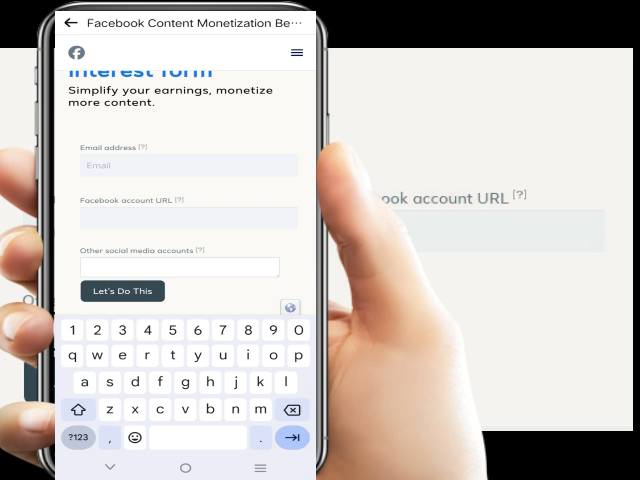 Facebook Content Monetization Be···
interest form
Simplify your earnings, monetize
more content.
Email address [?]
Email
Facebook account URL [?]
Other social media accounts [?]
Let's Do This
ook account URL [?]
1 2 3 4 5 6 7 8 9 0
q w e r t y u i o p
a s d f g h j k l
z x c v b n m
?123 , .